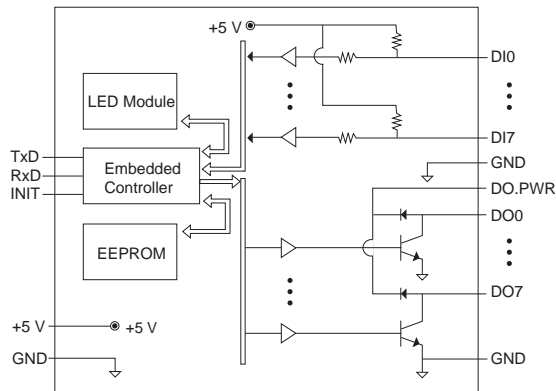 +5 V
DI0
LED Module
DI7
TxD
RxD
INIT
Embedded
Controller
GND
DO.PWR
DO0
EEPROM
DO7
+5 V
+5 V
GND
GND